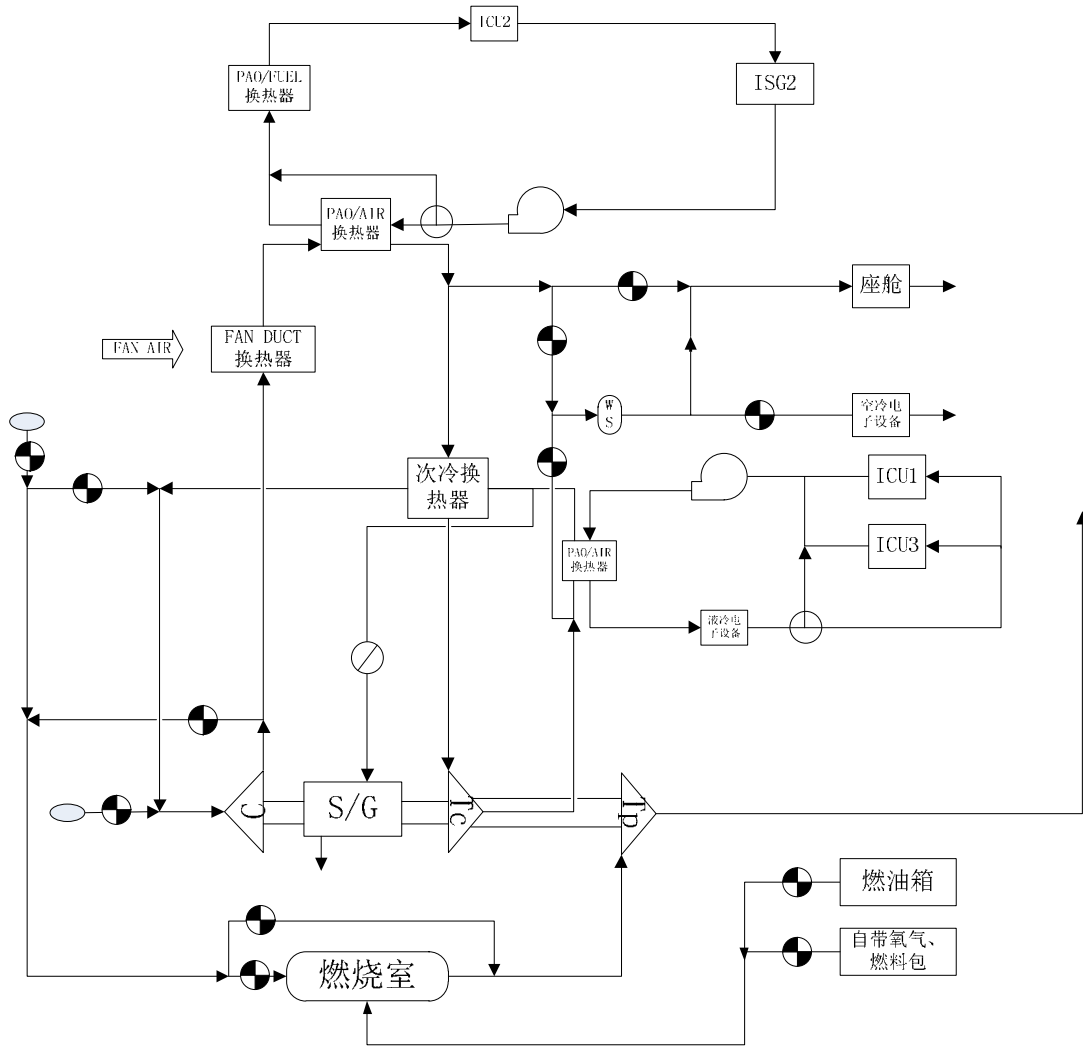 ICU2
PAO/FUEL
换热器
ISG2
PAO/AIR
换热器
座舱
FAN AIR
FAN DUCT
换热器
W
S
空冷电
子设备
次冷换
热器
ICU1
PAO/AIR
换热器
ICU3
液冷电
子设备
C
S/G
Tc
Tp
燃油箱
自带氧气、
燃料包
燃烧室